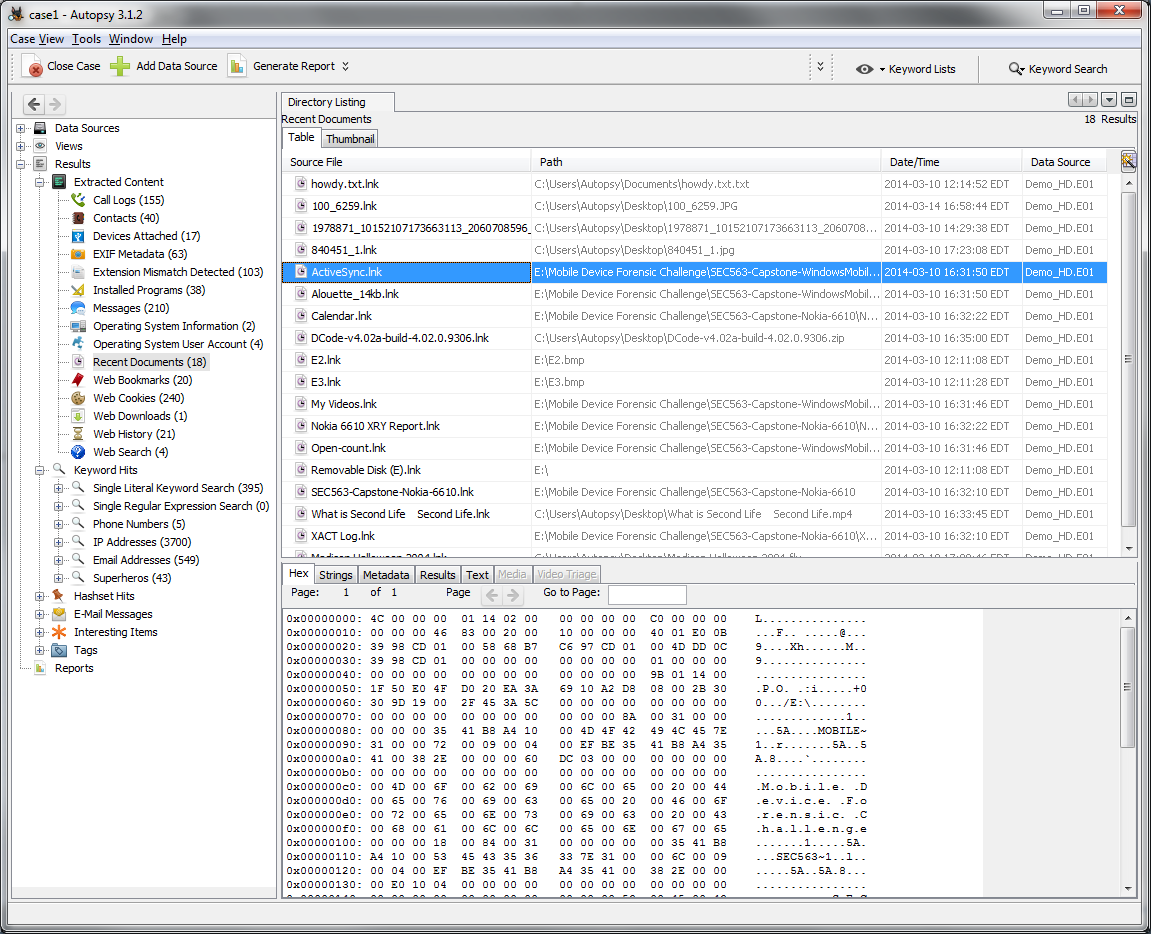 case1 - Autopsy 3.1.2
Case View Tools Window Help
Close Case Add Data Source Generate Report Keyword Lists Keyword Search
Data Sources
Views
Results
Extracted Content
Call Logs (155)
Contacts (40)
Devices Attached (17)
EXIF Metadata (63)
Extension Mismatch Detected (103)
Installed Programs (38)
Messages (210)
Operating System Information (2)
Operating System User Account (4)
Recent Documents (18)
Web Bookmarks (20)
Web Cookies (240)
Web Downloads (1)
Web History (21)
Web Search (4)
Keyword Hits
Single Literal Keyword Search (395)
Single Regular Expression Search (0)
Phone Numbers (5)
IP Addresses (3700)
Email Addresses (549)
Superheros (43)
Hashset Hits
E-Mail Messages
Interesting Items
Tags
Reports
Directory Listing
Recent Documents 18 Results
Table Thumbnail
Source File Path Date/Time Data Source
howdy.txt.lnk C:\Users\Autopsy\Documents\howdy.txt.txt 2014-03-10 12:14:52 EDT Demo_HD.E01
100_6259.lnk C:\Users\Autopsy\Desktop\100_6259.JPG 2014-03-14 16:58:44 EDT Demo_HD.E01
1978871_10152107173663113_2060708596_ C:\Users\Autopsy\Desktop\1978871_10152107173663113_2060708... 2014-03-14 14:29:38 EDT Demo_HD.E01
840451_1.lnk C:\Users\Autopsy\Desktop\840451_1.jpg 2014-03-10 17:23:08 EDT Demo_HD.E01
ActiveSync.lnk E:\Mobile Device Forensic Challenge\SEC563-Capstone-WindowsMobil... 2014-03-10 16:31:50 EDT Demo_HD.E01
Alouette_14kb.lnk E:\Mobile Device Forensic Challenge\SEC563-Capstone-WindowsMobil... 2014-03-10 16:31:50 EDT Demo_HD.E01
Calendar.lnk E:\Mobile Device Forensic Challenge\SEC563-Capstone-Nokia-6610\N... 2014-03-10 16:32:22 EDT Demo_HD.E01
DCode-v4.02a-build-4.02.0.9306.lnk C:\Users\Autopsy\Desktop\DCode-v4.02a-build-4.02.0.9306.zip 2014-03-10 16:35:00 EDT Demo_HD.E01
E2.lnk E:\E2.bmp 2014-03-10 12:11:08 EDT Demo_HD.E01
E3.lnk E:\E3.bmp 2014-03-10 12:11:28 EDT Demo_HD.E01
My Videos.lnk E:\Mobile Device Forensic Challenge\SEC563-Capstone-WindowsMobil... 2014-03-10 16:31:46 EDT Demo_HD.E01
Nokia 6610 XRY Report.lnk E:\Mobile Device Forensic Challenge\SEC563-Capstone-Nokia-6610\N... 2014-03-10 16:32:22 EDT Demo_HD.E01
Open-count.lnk E:\Mobile Device Forensic Challenge\SEC563-Capstone-WindowsMobil... 2014-03-10 16:31:46 EDT Demo_HD.E01
Removable Disk (E).lnk E:\ 2014-03-10 12:11:08 EDT Demo_HD.E01
SEC563-Capstone-Nokia-6610.lnk E:\Mobile Device Forensic Challenge\SEC563-Capstone-Nokia-6610 2014-03-10 16:32:10 EDT Demo_HD.E01
What is Second Life Second Life.lnk C:\Users\Autopsy\Desktop\What is Second Life Second Life.mp4 2014-03-10 16:33:45 EDT Demo_HD.E01
XACT Log.lnk E:\Mobile Device Forensic Challenge\SEC563-Capstone-Nokia-6610\X... 2014-03-10 16:32:10 EDT Demo_HD.E01
Hex Strings Metadata Results Text Media Video Triage
Page: 1 of 1 Page Go to Page:
0x00000000: 4C 00 00 00 01 14 02 00 00 00 00 00 C0 00 00 00 L...............
0x00000010: 00 00 00 46 83 00 20 00 10 00 00 00 40 01 E0 0B ...F.. .....@...
0x00000020: 39 98 CD 01 00 58 68 B7 C6 97 CD 01 00 4D DD 0C 9....Xh......M..
0x00000030: 39 98 CD 01 00 00 00 00 00 00 00 00 01 00 00 00 9...............
0x00000040: 00 00 00 00 00 00 00 00 00 00 00 00 9B 01 14 00 ................
0x00000050: 1F 50 E0 4F D0 20 EA 3A 69 10 A2 D8 08 00 2B 30 .P.O. .:i.....+0
0x00000060: 30 9D 19 00 2F 45 3A 5C 00 00 00 00 00 00 00 00 0.../E:\........
0x00000070: 00 00 00 00 00 00 00 00 00 00 00 8A 00 31 00 00 .............1..
0x00000080: 00 00 00 35 41 B8 A4 10 00 4D 4F 42 49 4C 45 7E ...5A....MOBILE~
0x00000090: 31 00 00 72 00 09 00 04 00 EF BE 35 41 B8 A4 35 1..r.......5A..5
0x000000a0: 41 00 38 2E 00 00 00 60 DC 03 00 00 00 00 00 00 A.8....`........
0x000000b0: 00 00 00 00 00 00 00 00 00 00 00 00 00 00 00 00 ................
0x000000c0: 00 4D 00 6F 00 62 00 69 00 6C 00 65 00 20 00 44 .M.o.b.i.l.e. .D
0x000000d0: 00 65 00 76 00 69 00 63 00 65 00 20 00 46 00 6F .e.v.i.c.e. .F.o
0x000000e0: 00 72 00 65 00 6E 00 73 00 69 00 63 00 20 00 43 .r.e.n.s.i.c. .C
0x000000f0: 00 68 00 61 00 6C 00 6C 00 65 00 6E 00 67 00 65 .h.a.l.l.e.n.g.e
0x00000100: 00 00 00 18 00 84 00 31 00 00 00 00 00 35 41 B8 .......1.....5A.
0x00000110: A4 10 00 53 45 43 35 36 33 7E 31 00 00 6C 00 09 ...SEC563~1..l..
0x00000120: 00 04 00 EF BE 35 41 B8 A4 35 41 00 38 2E 00 00 .....5A..5A.8...
0x00000130: 00 E0 10 04 00 00 00 00 00 00 00 00 00 00 00 00 ................